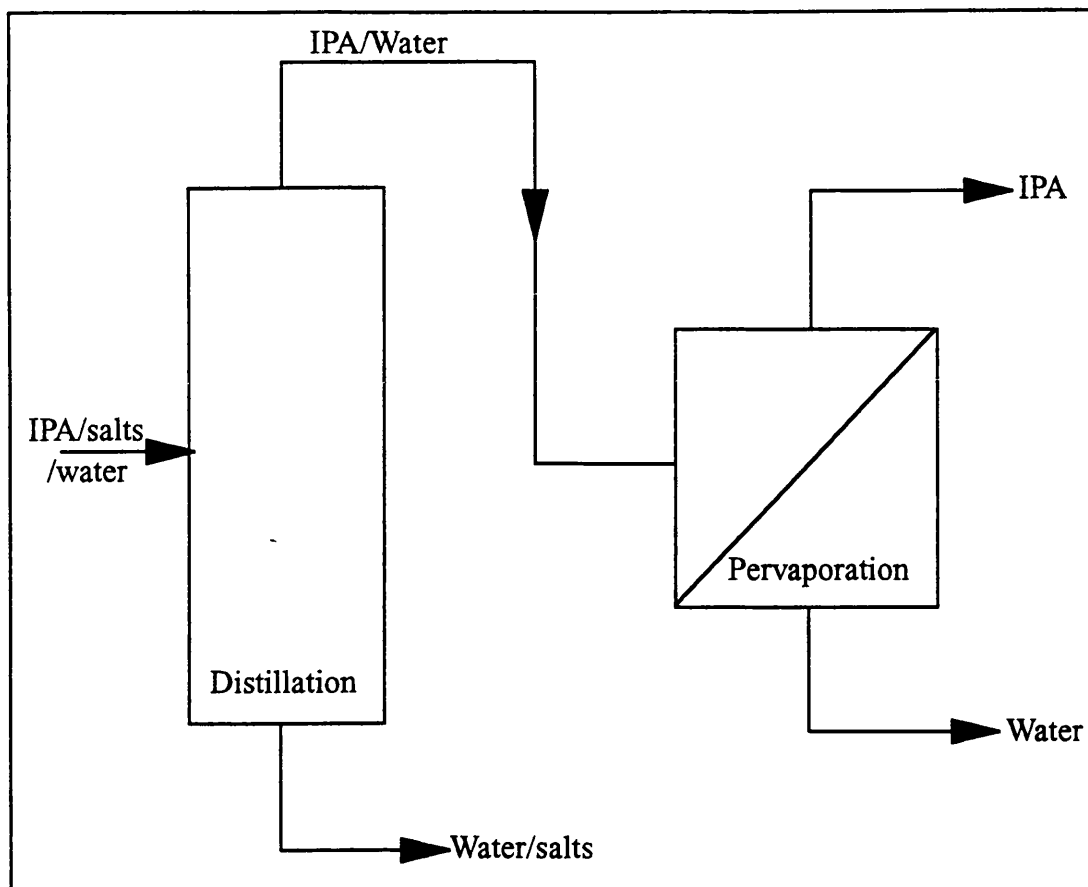 IPA/Water
IPA
IPA/salts
/water
Pervaporation
Distillation
Water
Water/salts